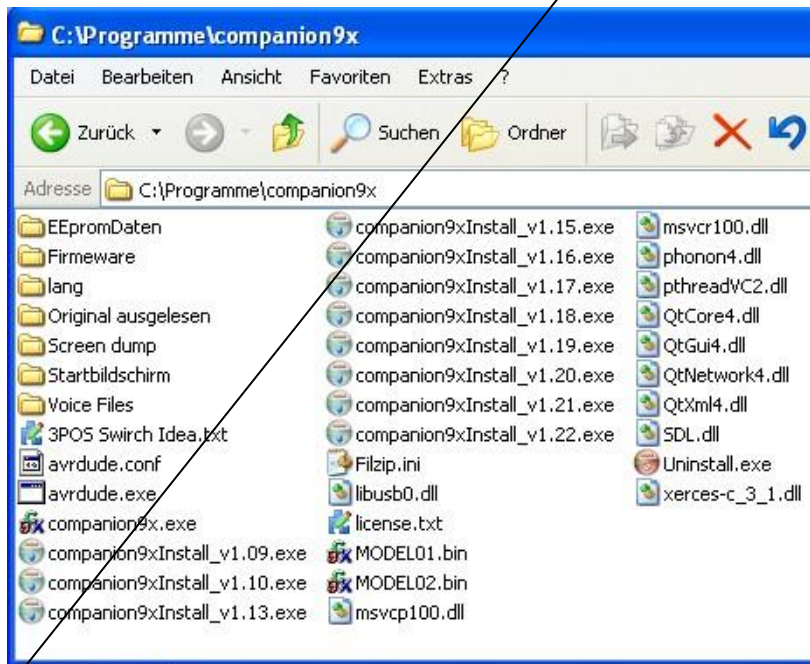 C:\Programme\companion9x
Datei Bearbeiten Ansicht Favoriten Extras ?
Zurück Suchen Ordner
Adresse C:\Programme\companion9x
EEpromDaten
Firmeware
lang
Original ausgelesen
Screen dump
Startbildschirm
Voice Files
3POS Swirch Idea.txt
avrdude.conf
avrdude.exe
companion9x.exe
companion9xInstall_v1.09.exe
companion9xInstall_v1.10.exe
companion9xInstall_v1.13.exe
companion9xInstall_v1.15.exe
companion9xInstall_v1.16.exe
companion9xInstall_v1.17.exe
companion9xInstall_v1.18.exe
companion9xInstall_v1.19.exe
companion9xInstall_v1.20.exe
companion9xInstall_v1.21.exe
companion9xInstall_v1.22.exe
Filzip.ini
libusb0.dll
license.txt
MODEL01.bin
MODEL02.bin
msvcp100.dll
msvcr100.dll
phonon4.dll
pthreadVC2.dll
QtCore4.dll
QtGui4.dll
QtNetwork4.dll
QtXml4.dll
SDL.dll
Uninstall.exe
xerces-c_3_1.dll